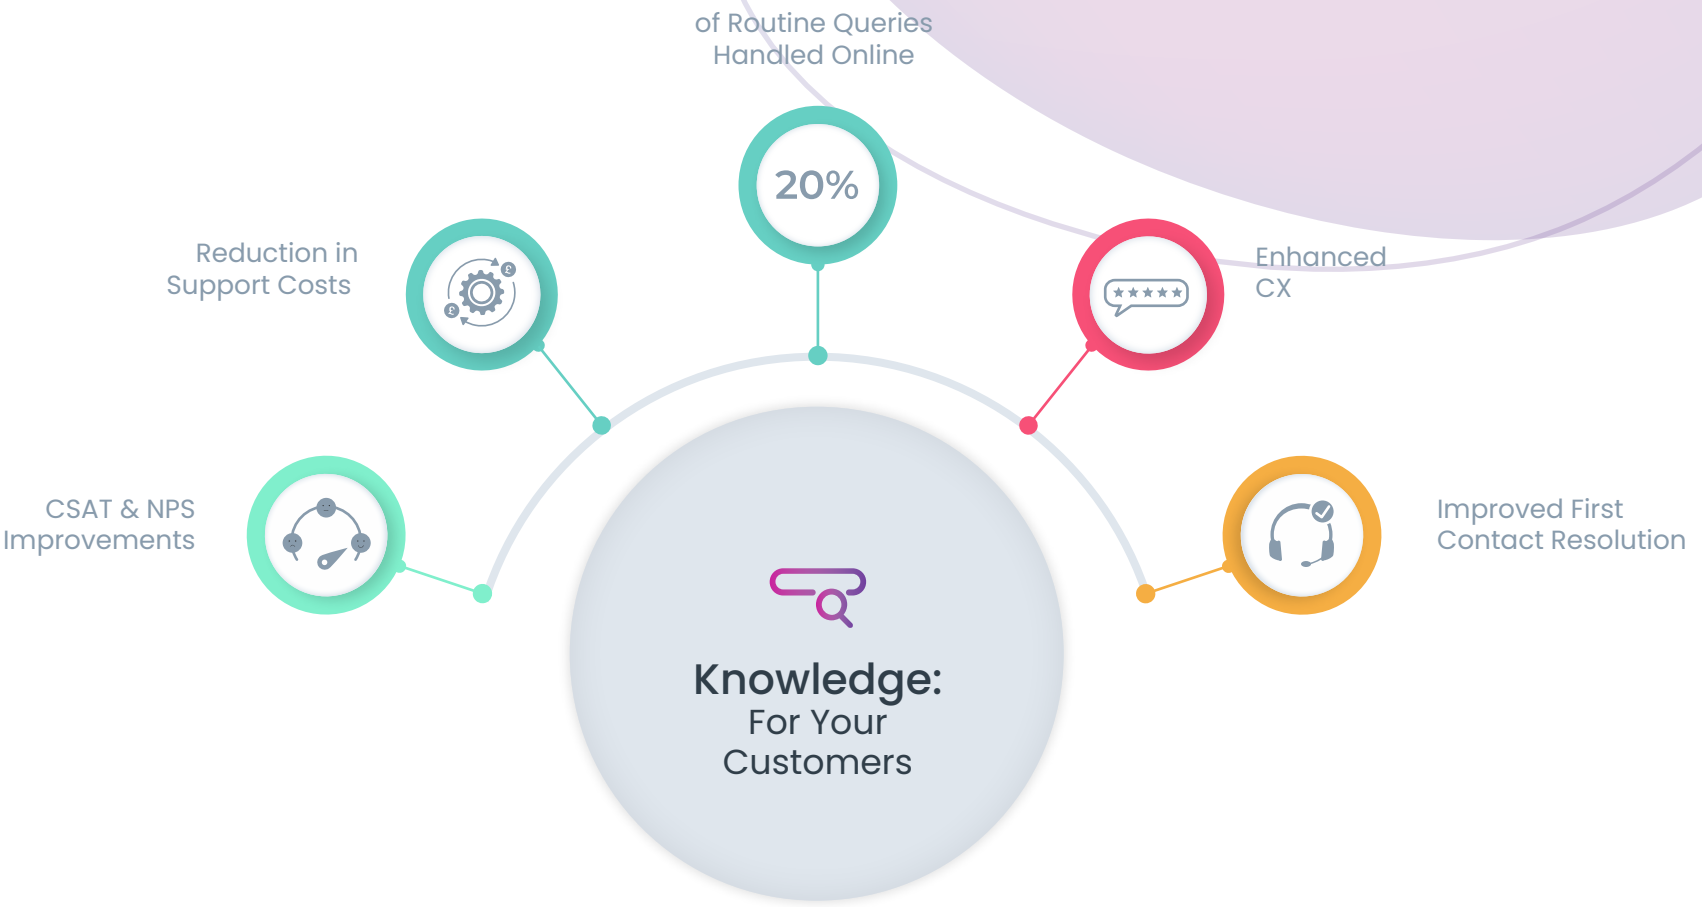 of Routine Queries
Handled Online
20%
Reduction in
Support Costs
Enhanced
CX
CSAT & NPS
Improvements
Improved First
Contact Resolution
Knowledge:
For Your
Customers